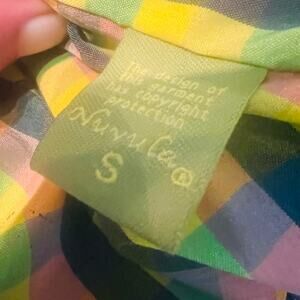 The design of
this garment
has copyright
protection.
Nuvula ®
S